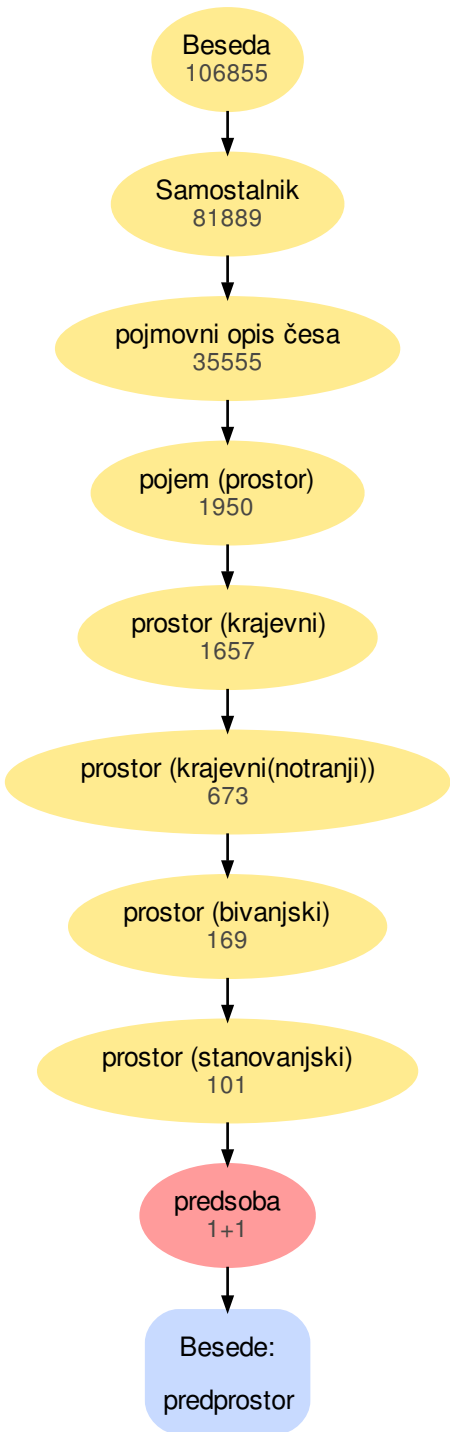 Beseda
106855
Samostalnik
81889
pojmovni opis česa
35555
pojem (prostor)
1950
prostor (krajevni)
1657
prostor (krajevni(notranji))
673
prostor (bivanjski)
169
prostor (stanovanjski)
101
predsoba
1+1
Besede:
predprostor